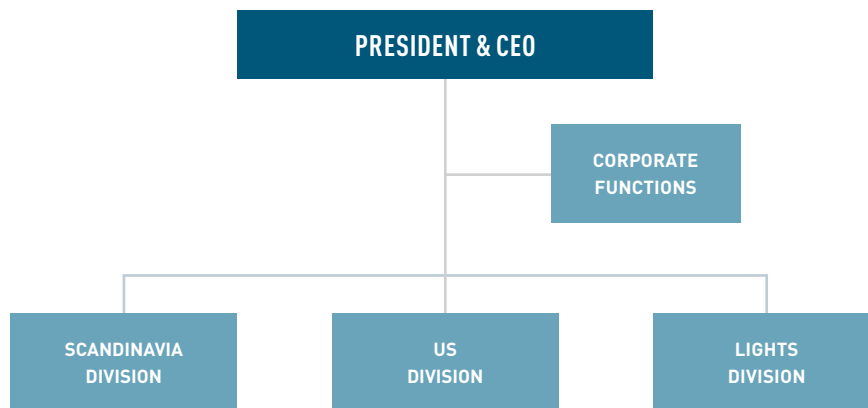 PRESIDENT & CEO
CORPORATE
FUNCTIONS
SCANDINAVIA
DIVISION
US
DIVISION
LIGHTS
DIVISION